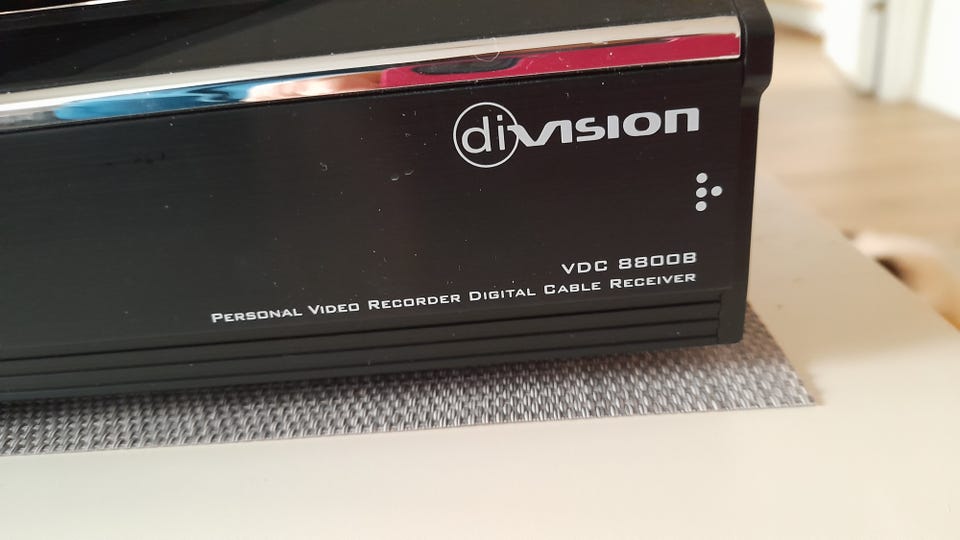 diVISION
VDC 8800B
Personal Video Recorder Digital Cable Receiver